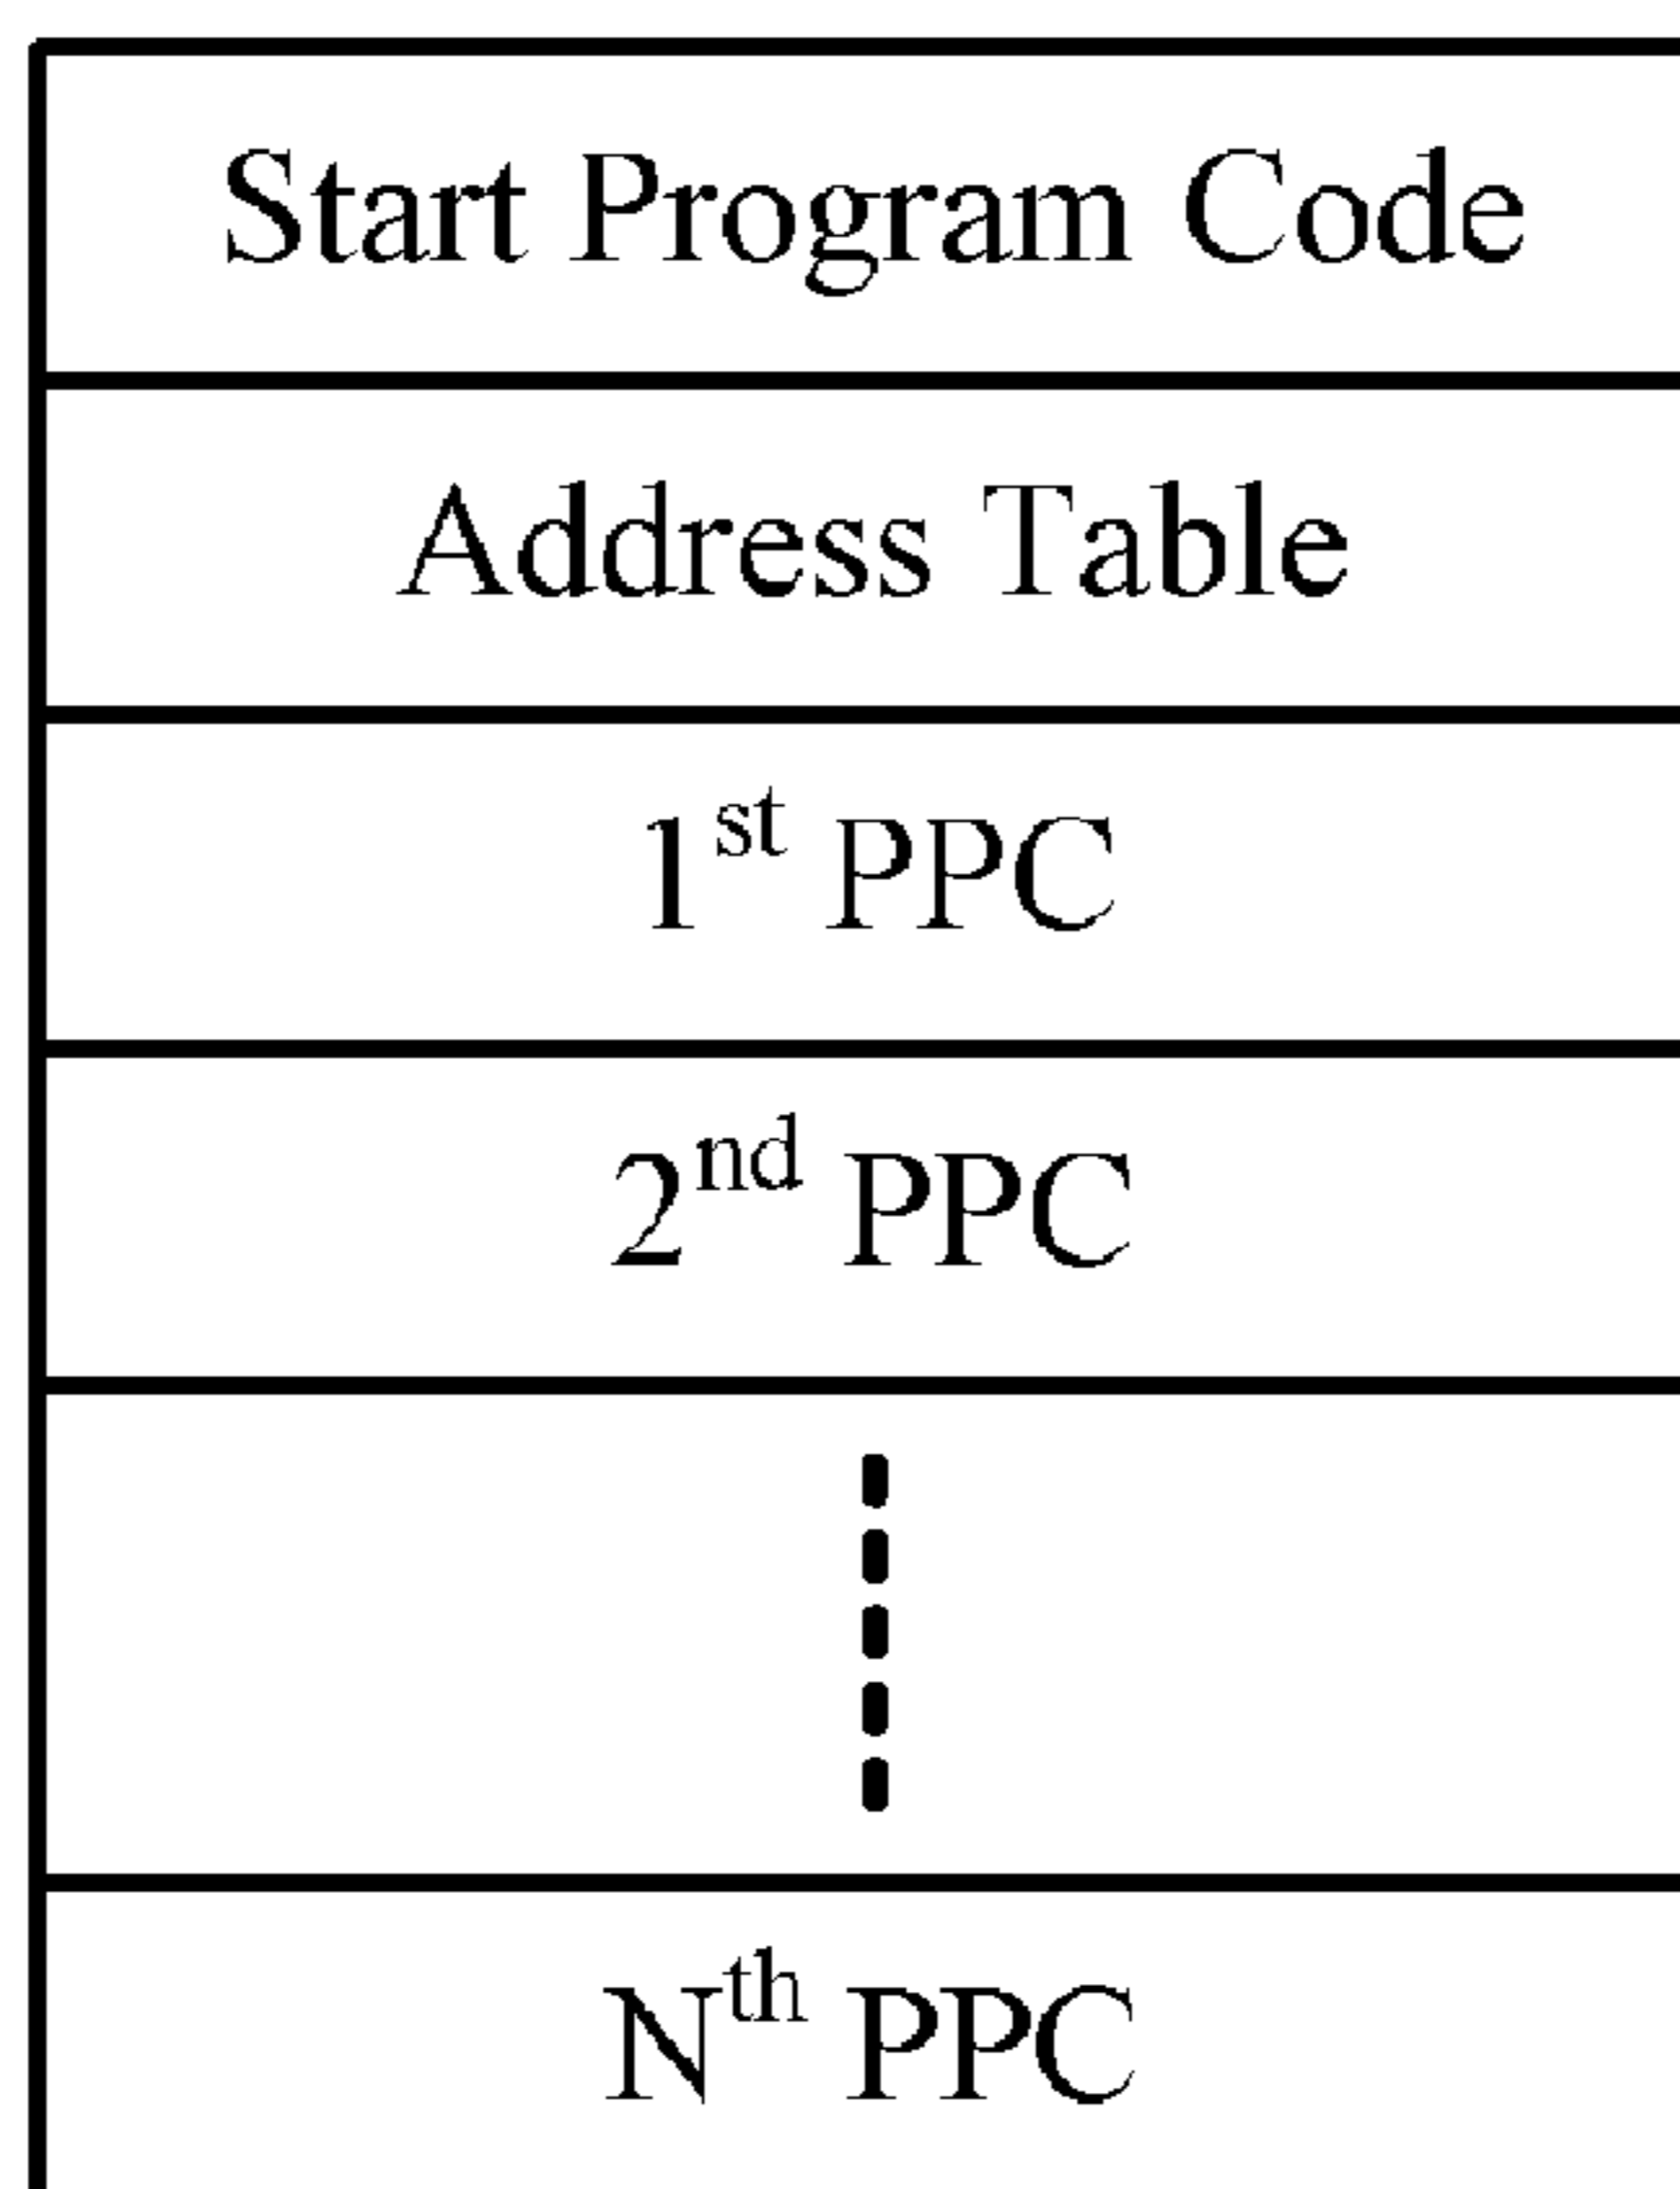 Start Program Code
Address Table
1st PPC
2nd PPC
Nth PPC